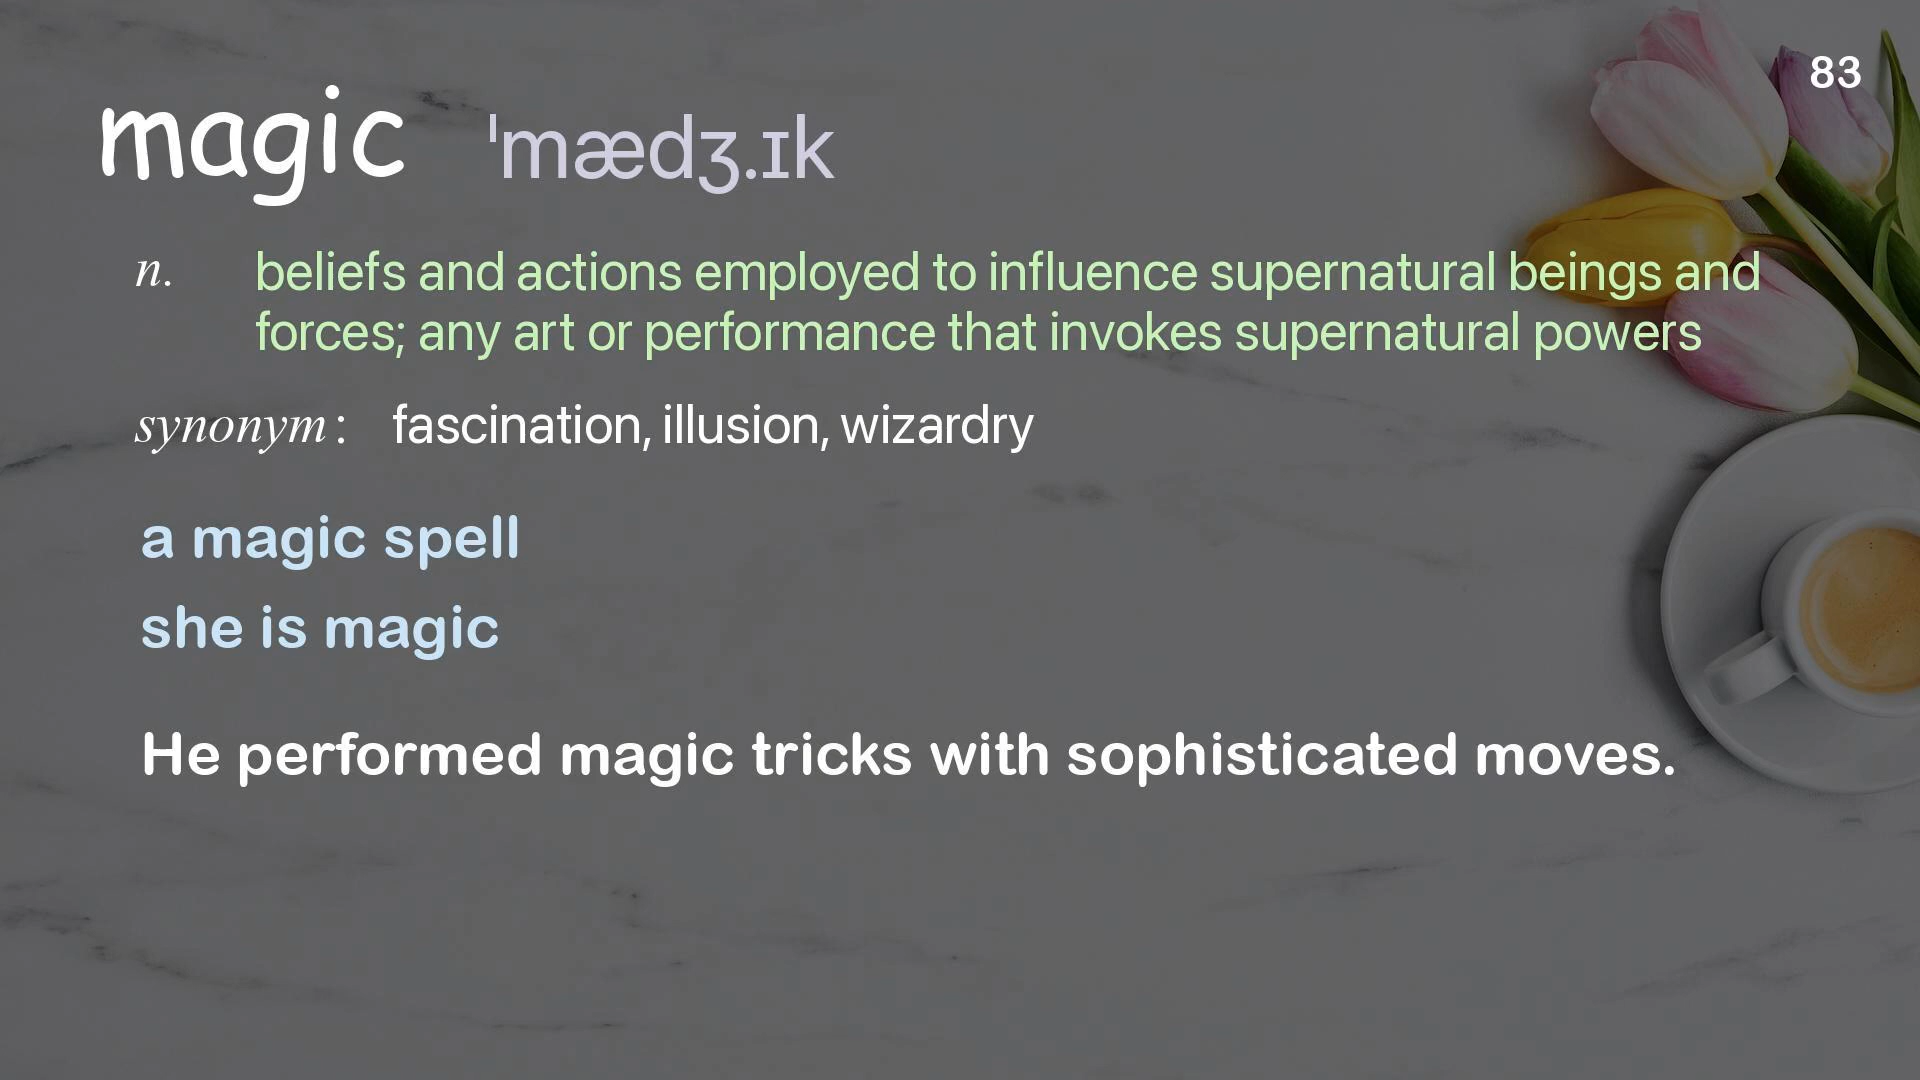 83
magic ˈmædʒ.ɪk
n. beliefs and actions employed to influence supernatural beings and
forces; any art or performance that invokes supernatural powers
synonym: fascination, illusion, wizardry
a magic spell
she is magic
He performed magic tricks with sophisticated moves.